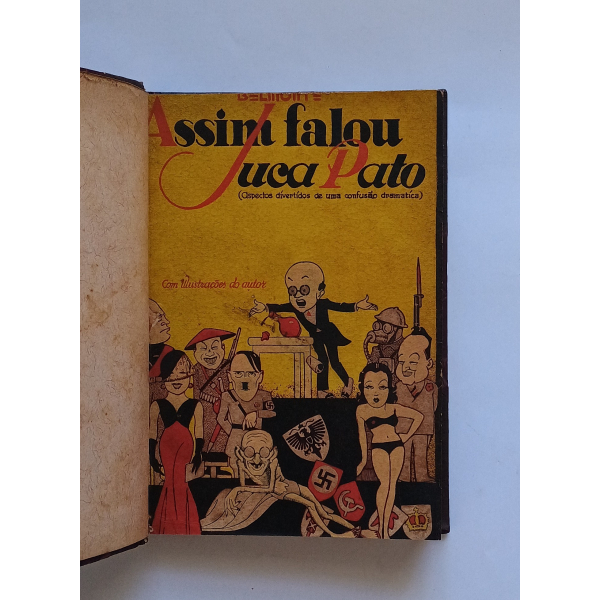 BELMONTE
Assim falou
Juca Pato
(Aspectos divertidos de uma confusão dramatica)
Com illustrações do autor